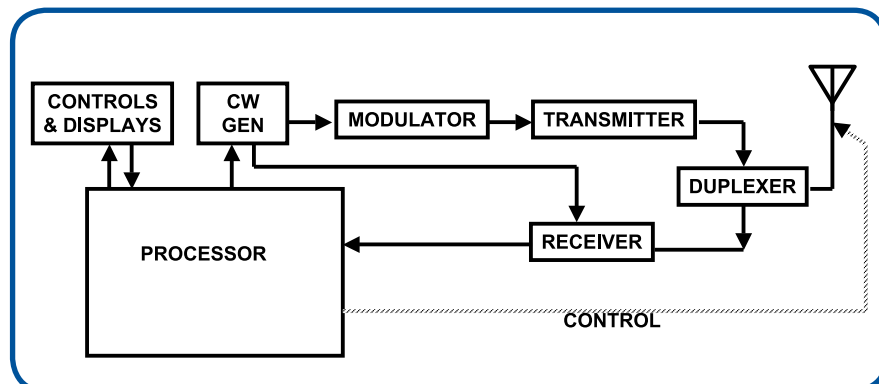 CONTROLS
& DISPLAYS
CW
GEN
MODULATOR
TRANSMITTER
DUPLEXER
RECEIVER
PROCESSOR
CONTROL